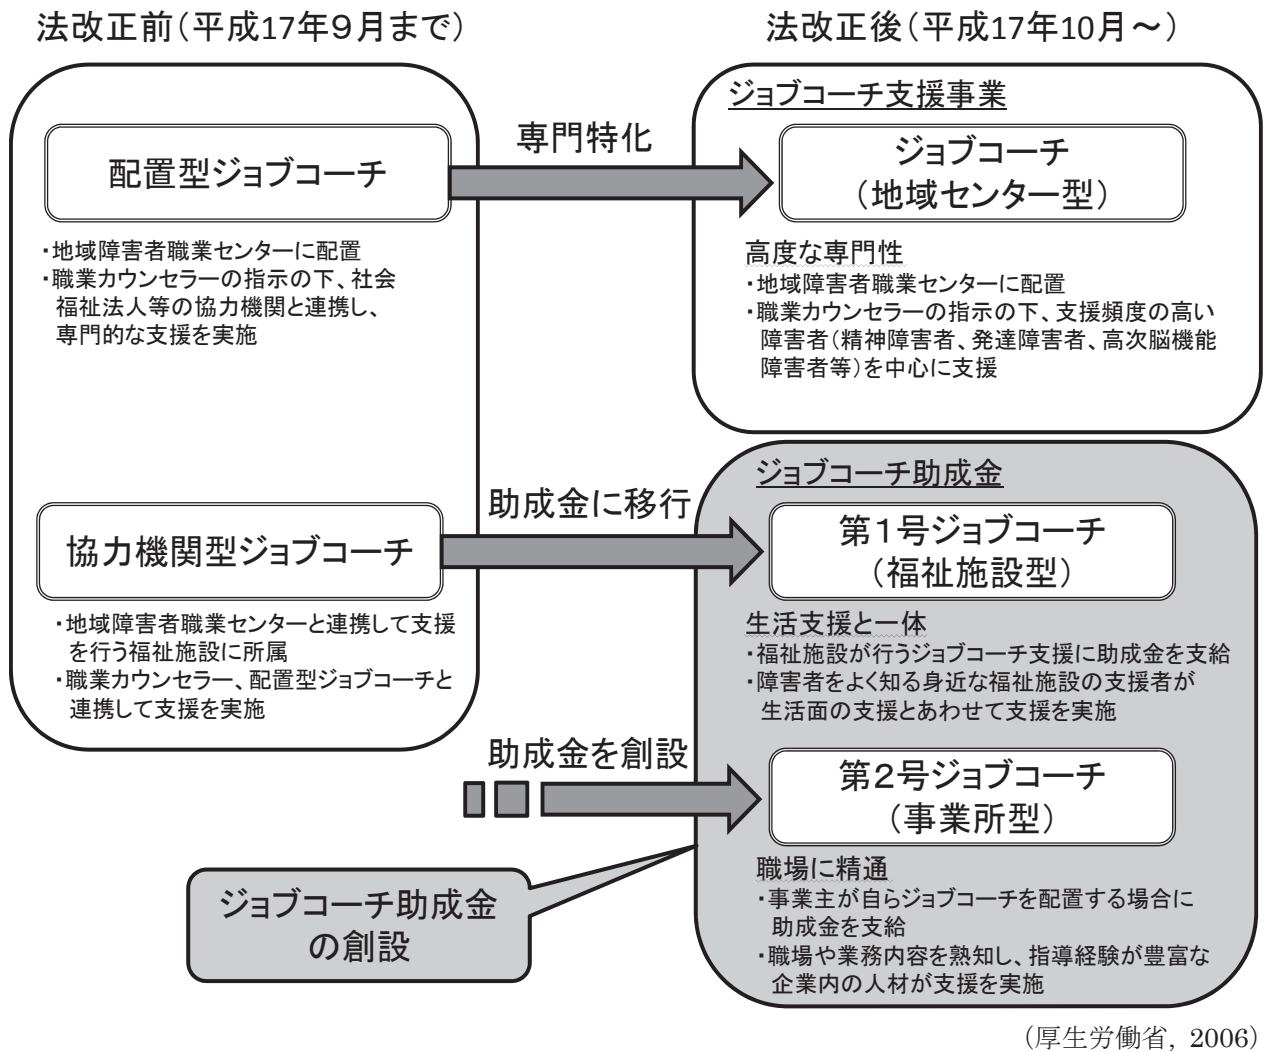 法改正前（平成17年９月まで）
配置型ジョブコーチ
・地域障害者職業センターに配置
・職業カウンセラーの指示の下、社会
福祉法人等の協力機関と連携し、
専門的な支援を実施
協力機関型ジョブコーチ
・地域障害者職業センターと連携して支援
を行う福祉施設に所属
・職業カウンセラー、配置型ジョブコーチと
連携して支援を実施
専門特化
助成金に移行
助成金を創設
ジョブコーチ助成金
の創設
法改正後（平成17年10月～）
ジョブコーチ支援事業
ジョブコーチ
（地域センター型）
高度な専門性
・地域障害者職業センターに配置
・職業カウンセラーの指示の下、支援頻度の高い
障害者（精神障害者、発達障害者、高次脳機能
障害者等）を中心に支援
ジョブコーチ助成金
第１号ジョブコーチ
（福祉施設型）
生活支援と一体
・福祉施設が行うジョブコーチ支援に助成金を支給
・障害者をよく知る身近な福祉施設の支援者が
生活面の支援とあわせて支援を実施
第２号ジョブコーチ
（事業所型）
職場に精通
・事業主が自らジョブコーチを配置する場合に
助成金を支給
・職場や業務内容を熟知し、指導経験が豊富な
企業内の人材が支援を実施
（厚生労働省, 2006）